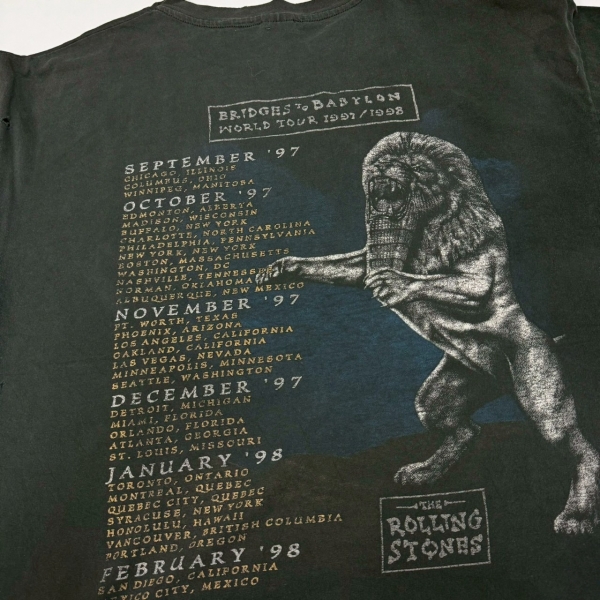 BRIDGES TO BABYLON
WORLD TOUR 1997/1998
SEPTEMBER '97
CHICAGO, ILLINOIS
COLUMBUS, OHIO
WINNIPEG, MANITOBA
OCTOBER '97
EDMONTON, ALBERTA
MADISON, WISCONSIN
BUFFALO, NEW YORK
CHARLOTTE, NORTH CAROLINA
PHILADELPHIA, PENNSYLVANIA
NEW YORK, NEW YORK
BOSTON, MASSACHUSETTS
WASHINGTON, DC
NASHVILLE, TENNESSEE
NORMAN, OKLAHOMA
ALBUQUERQUE, NEW MEXICO
NOVEMBER '97
FT. WORTH, TEXAS
PHOENIX, ARIZONA
LOS ANGELES, CALIFORNIA
OAKLAND, CALIFORNIA
LAS VEGAS, NEVADA
MINNEAPOLIS, MINNESOTA
SEATTLE, WASHINGTON
DECEMBER '97
DETROIT, MICHIGAN
MIAMI, FLORIDA
ORLANDO, FLORIDA
ATLANTA, GEORGIA
ST. LOUIS, MISSOURI
JANUARY '98
TORONTO, ONTARIO
MONTREAL, QUEBEC
QUEBEC CITY, QUEBEC
SYRACUSE, NEW YORK
HONOLULU, HAWAII
VANCOUVER, BRITISH COLUMBIA
PORTLAND, OREGON
FEBRUARY '98
SAN DIEGO, CALIFORNIA
MEXICO CITY, MEXICO
THE
ROLLING
STONES